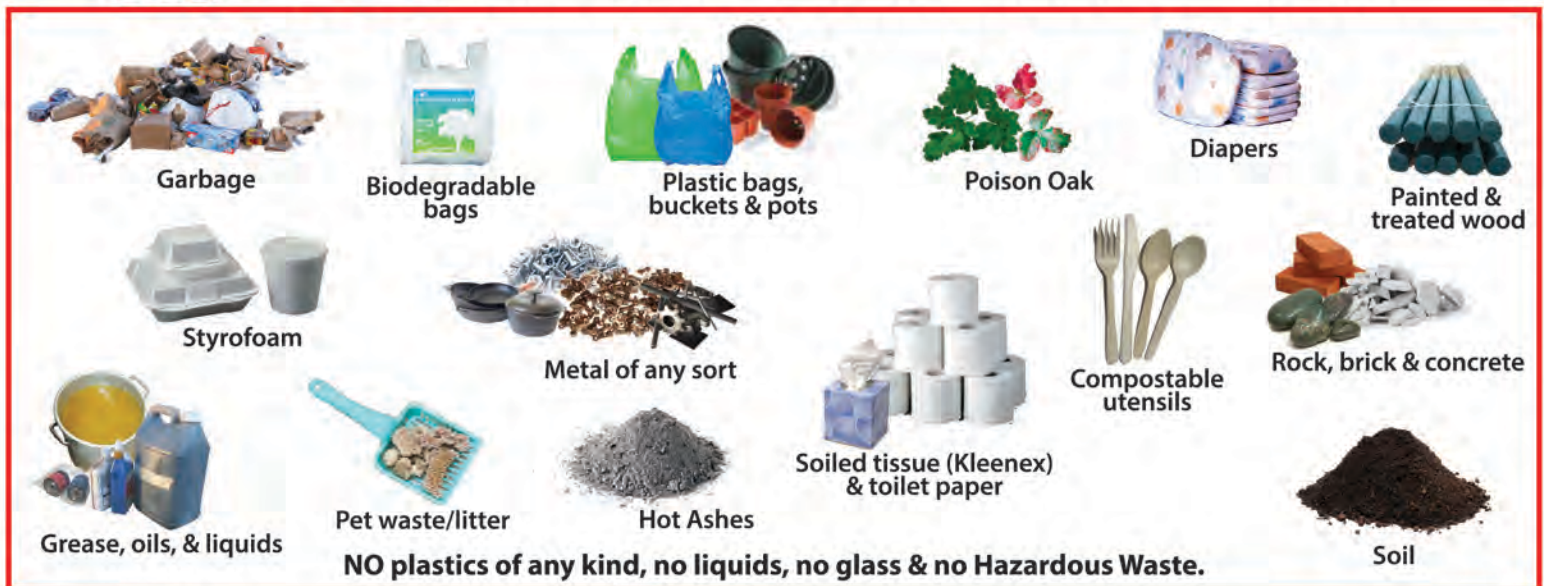 Garbage
Biodegradable
bags
Plastic bags,
buckets & pots
Poison Oak
Diapers
Painted &
treated wood
Styrofoam
Metal of any sort
Soiled tissue (Kleenex)
& toilet paper
Compostable
utensils
Rock, brick & concrete
Grease, oils, & liquids
Pet waste/litter
Hot Ashes
Soil
NO plastics of any kind, no liquids, no glass & no Hazardous Waste.